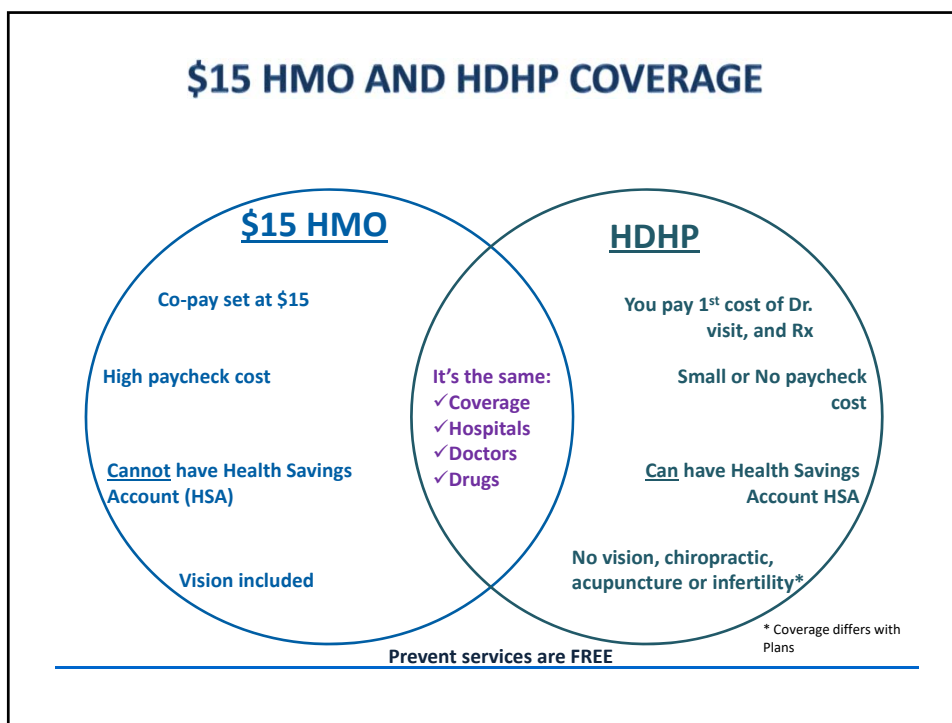 $15 HMO AND HDHP COVERAGE
$15 HMO
Co-pay set at $15
High paycheck cost
Cannot have Health Savings
Account (HSA)
Vision included
It's the same:
✓Coverage
✓Hospitals
✓Doctors
✓Drugs
HDHP
You pay 1st cost of Dr.
visit, and Rx
Small or No paycheck
cost
Can have Health Savings
Account HSA
No vision, chiropractic,
acupuncture or infertility*
* Coverage differs with
Plans
Prevent services are FREE